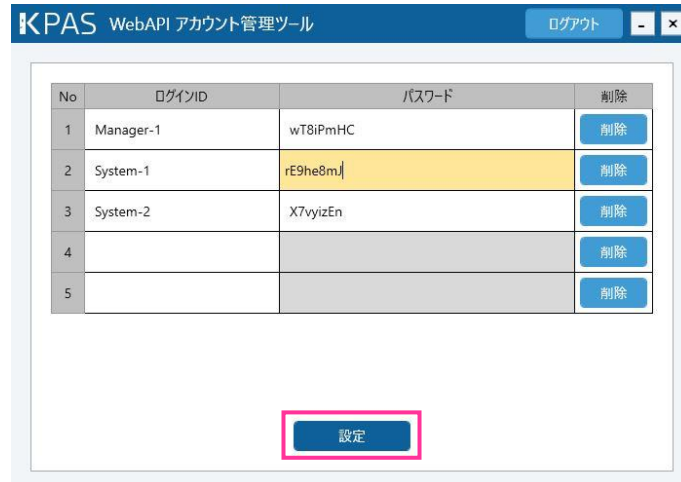 KPAS WebAPI アカウント管理ツール ログアウト - ×
No ログインID パスワード 削除
1 Manager-1 wT8iPmHC 削除
2 System-1 rE9he8mJ 削除
3 System-2 X7vyizEn 削除
4 削除
5 削除
設定